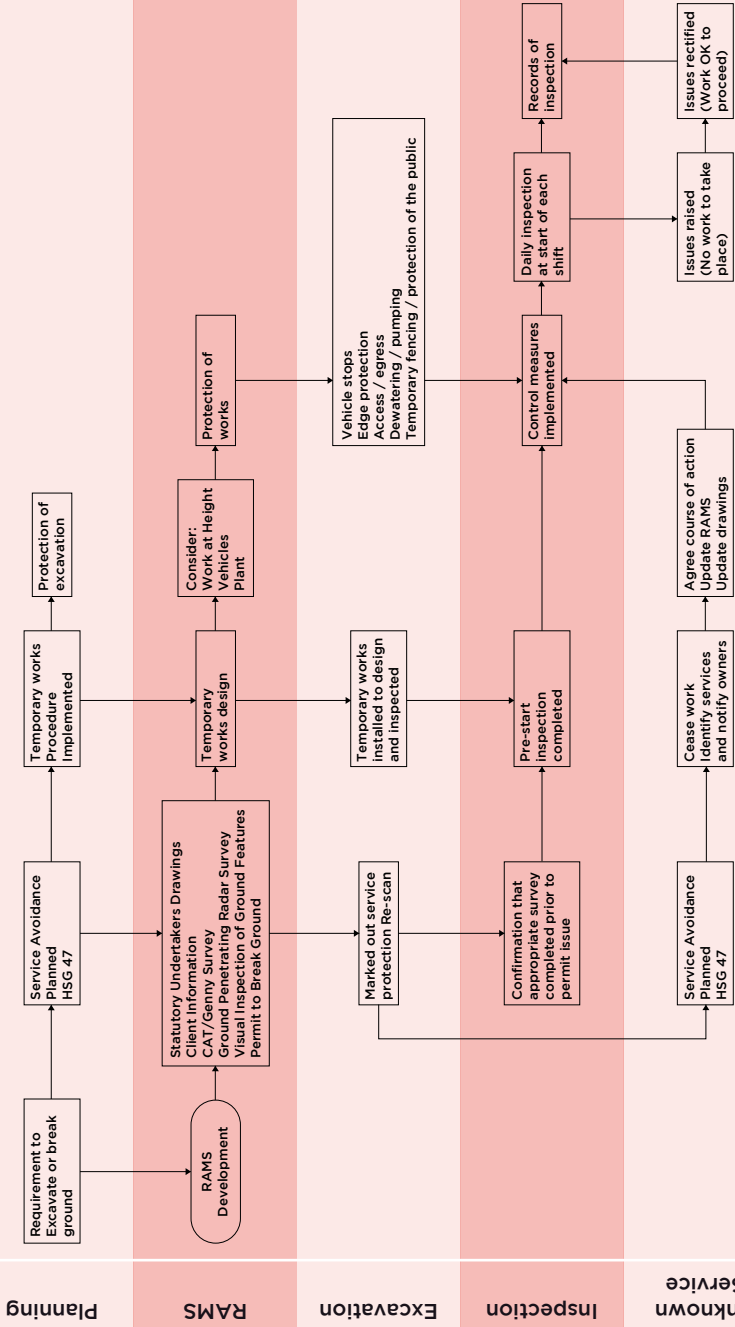 Planning
Requirement to
Excavate or break
ground
Service Avoidance
Planned
HSG 47
Temporary works
Procedure
Implemented
Protection of
excavation
RAMS
RAMS
Development
Statutory Undertakers Drawings
Client Information
CAT/Genny Survey
Ground Penetrating Radar Survey
Visual Inspection of Ground Features
Permit to Break Ground
Temporary
works design
Consider:
Work at Height
Vehicles
Plant
Protection of
works
Excavation
Marked out service
protection Re-scan
Temporary works
installed to design
and inspected
Vehicle stops
Edge protection
Access / egress
Dewatering / pumping
Temporary fencing / protection of the public
Inspection
Confirmation that
appropriate survey
completed prior to
permit issue
Pre-start
inspection
completed
Control measures
implemented
Daily inspection
at start of each
shift
Records of
inspection
nknown
Service
Service Avoidance
Planned
HSG 47
Cease work
Identify services
and notify owners
Agree course of action
Update RAMS
Update drawings
Issues raised
(No work to take
place)
Issues rectified
(Work OK to
proceed)